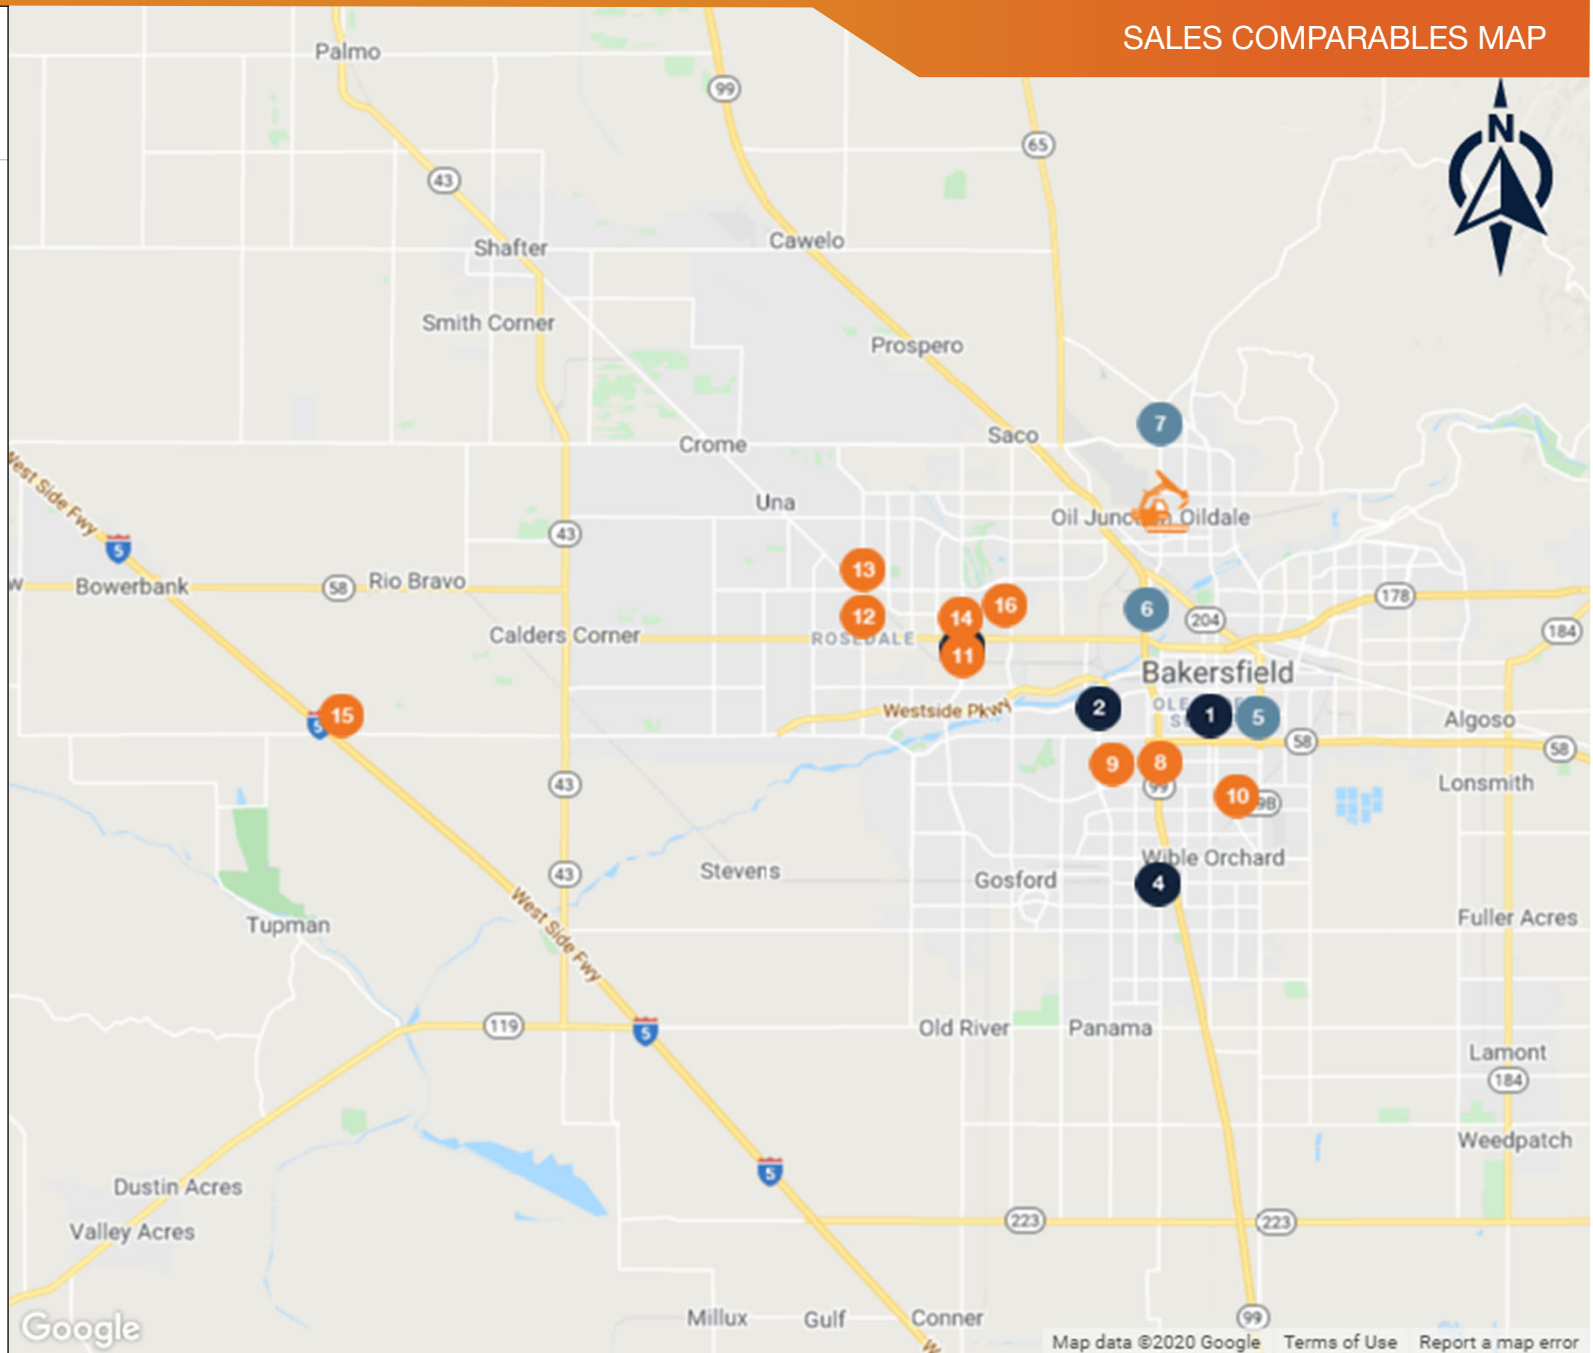 SALES COMPARABLES MAP
N
Palmo
99
65
43
Shafter
Cawelo
Smith Corner
Prospero
7
Saco
Crome
West Side Fwy
Una
Oil Junc Oildale
43
5
13
Bowerbank
58
Rio Bravo
178
16
6
12
14
204
184
Calders Corner
ROSEDALE
11
Bakersfield
Westside Pkwy
2
OLE
S
1
5
5
15
Algoso
58
58
9
8
99
43
Lonsmith
10
98
Wible Orchard
Stevens
43
Gosford
4
West Side Fwy
Tupman
Fuller Acres
119
5
Old River
Panama
Lamont
184
Weedpatch
5
Dustin Acres
Valley Acres
223
223
Millux
Gulf
Conner
99
Google
Map data ©2020 Google
Terms of Use
Report a map error